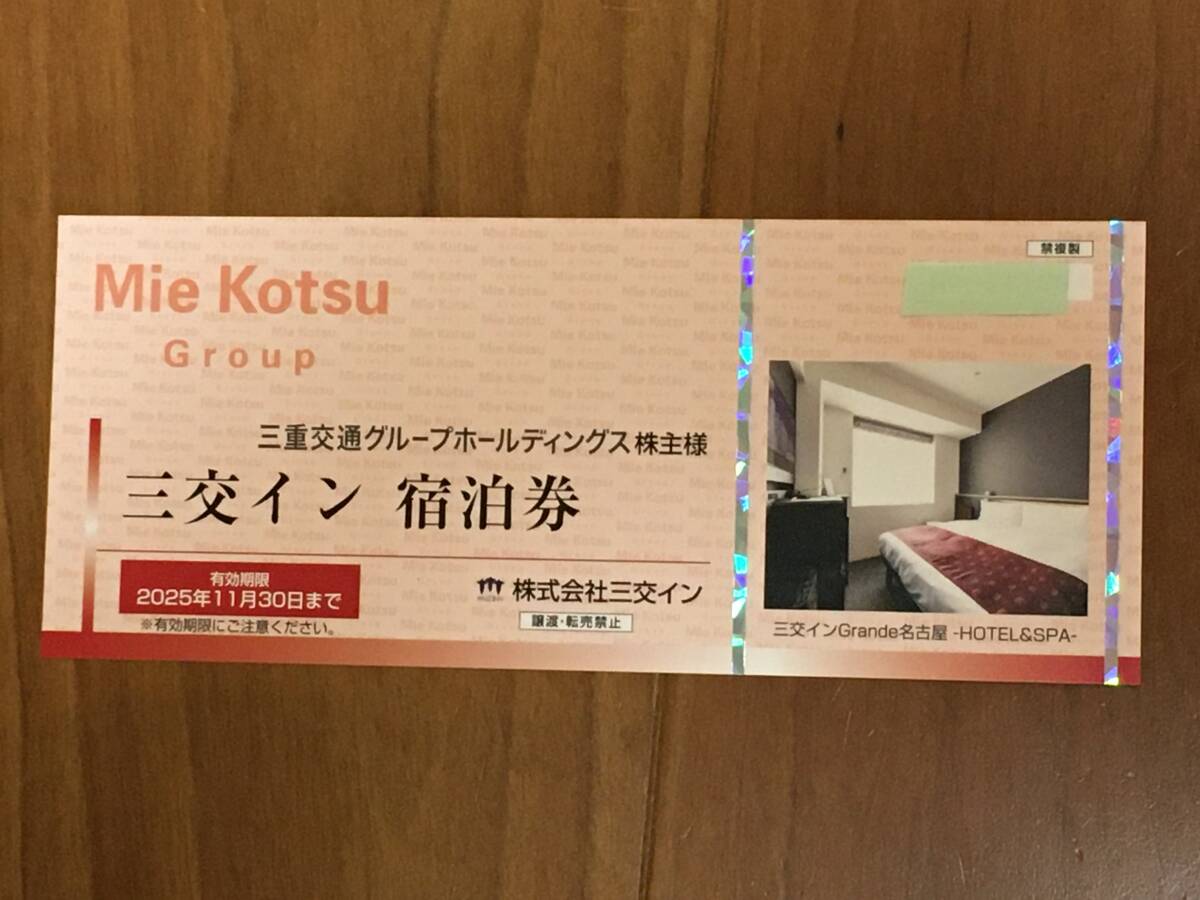 Mie Kotsu
Group
三重交通グループホールディングス株主様
三交イン 宿泊券
有効期限
2025年11月30日まで
※有効期限にご注意ください。
株式会社三交イン
譲渡・転売禁止
禁複製
三交インGrande名古屋 -HOTEL&SPA-